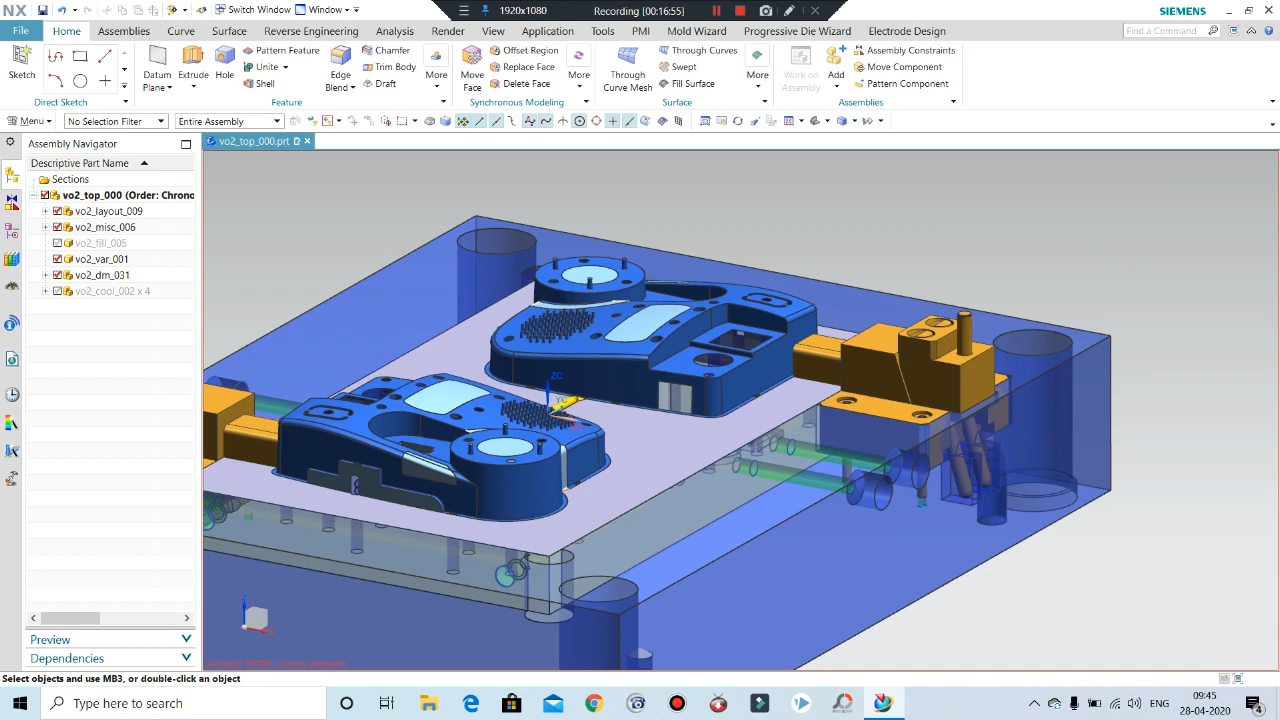 NX
Switch Window
Window
1920x1080
Recording [00:16:55]
SIEMENS
File
Home
Assemblies
Curve
Surface
Reverse Engineering
Analysis
Render
View
Application
Tools
PMI
Mold Wizard
Progressive Die Wizard
Electrode Design
Find a Command
Sketch
Direct Sketch
Datum Plane
Extrude
Hole
Pattern Feature
Unite
Shell
Edge Blend
Chamfer
Trim Body
Draft
More
Feature
Move Face
Offset Region
Replace Face
Delete Face
More
Synchronous Modeling
Through Curve Mesh
Through Curves
Swept
Fill Surface
More
Surface
Work on Assembly
Add
Assembly Constraints
Move Component
Pattern Component
Assemblies
Menu
No Selection Filter
Entire Assembly
Assembly Navigator
vo2_top_000.prt
Descriptive Part Name
Sections
vo2_top_000 (Order: Chrono
vo2_layout_009
vo2_misc_006
vo2_fill_005
vo2_var_001
vo2_dm_031
vo2_cool_002 x 4
ZC
YC
Preview
Dependencies
Select objects and use MB3, or double-click an object
Type here to search
ENG
09:45
28-04-2020
4